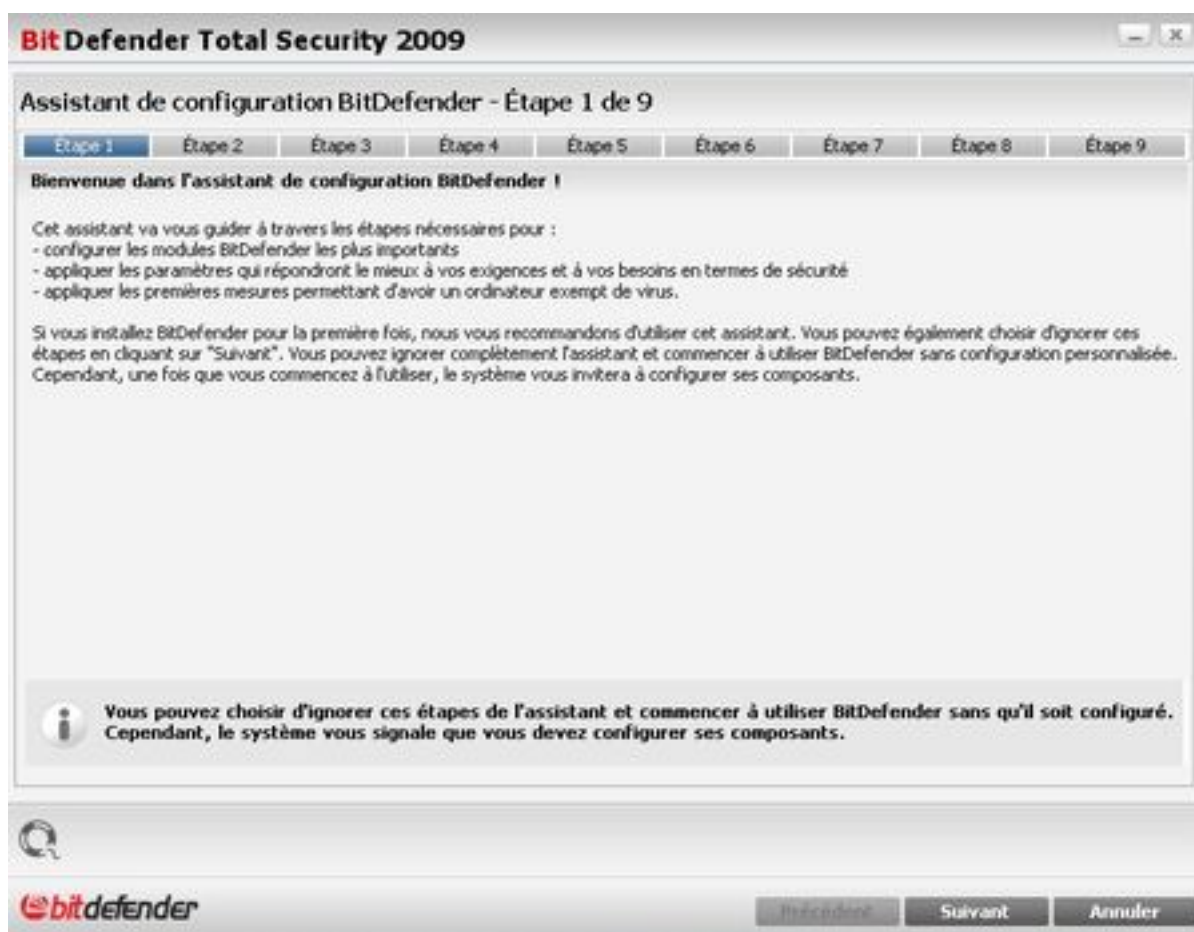 BitDefender Total Security 2009
Assistant de configuration BitDefender - Étape 1 de 9
Étape 1 Étape 2 Étape 3 Étape 4 Étape 5 Étape 6 Étape 7 Étape 8 Étape 9
Bienvenue dans l'assistant de configuration BitDefender !
Cet assistant va vous guider à travers les étapes nécessaires pour :
- configurer les modules BitDefender les plus importants
- appliquer les paramètres qui répondront le mieux à vos exigences et à vos besoins en termes de sécurité
- appliquer les premières mesures permettant d'avoir un ordinateur exempt de virus.
Si vous installez BitDefender pour la première fois, nous vous recommandons d'utiliser cet assistant. Vous pouvez également choisir d'ignorer ces
étapes en cliquant sur "Suivant". Vous pouvez ignorer complètement l'assistant et commencer à utiliser BitDefender sans configuration personnalisée.
Cependant, une fois que vous commencez à l'utiliser, le système vous invitera à configurer ses composants.
Vous pouvez choisir d'ignorer ces étapes de l'assistant et commencer à utiliser BitDefender sans qu'il soit configuré.
Cependant, le système vous signale que vous devez configurer ses composants.
bitdefender
Précédent Suivant Annuler